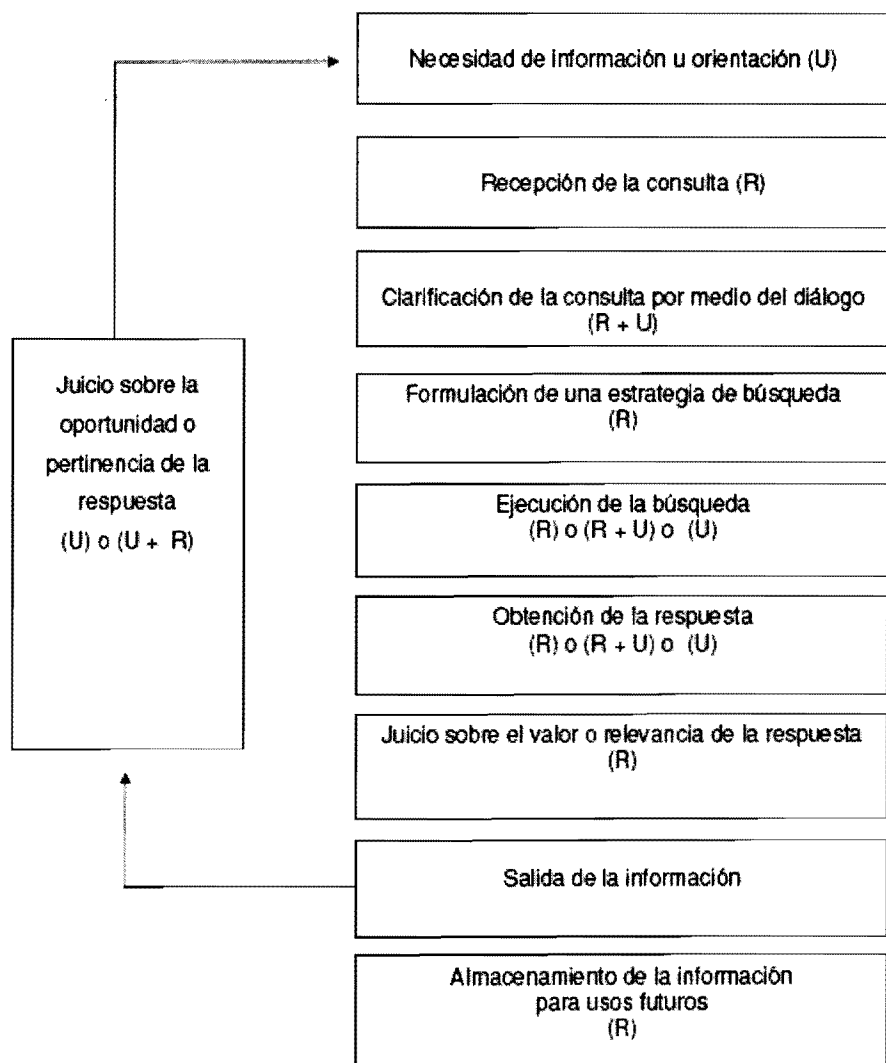 Necesidad de información u orientación (U)
Recepción de la consulta (R)
Clarificación de la consulta por medio del diálogo
(R + U)
Formulación de una estrategia de búsqueda
(R)
Ejecución de la búsqueda
(R) o (R + U) o (U)
Obtención de la respuesta
(R) o (R + U) o (U)
Juicio sobre el valor o relevancia de la respuesta
(R)
Salida de la información
Almacenamiento de la información
para usos futuros
(R)
Juicio sobre la
oportunidad o
pertinencia de la
respuesta
(U) o (U + R)